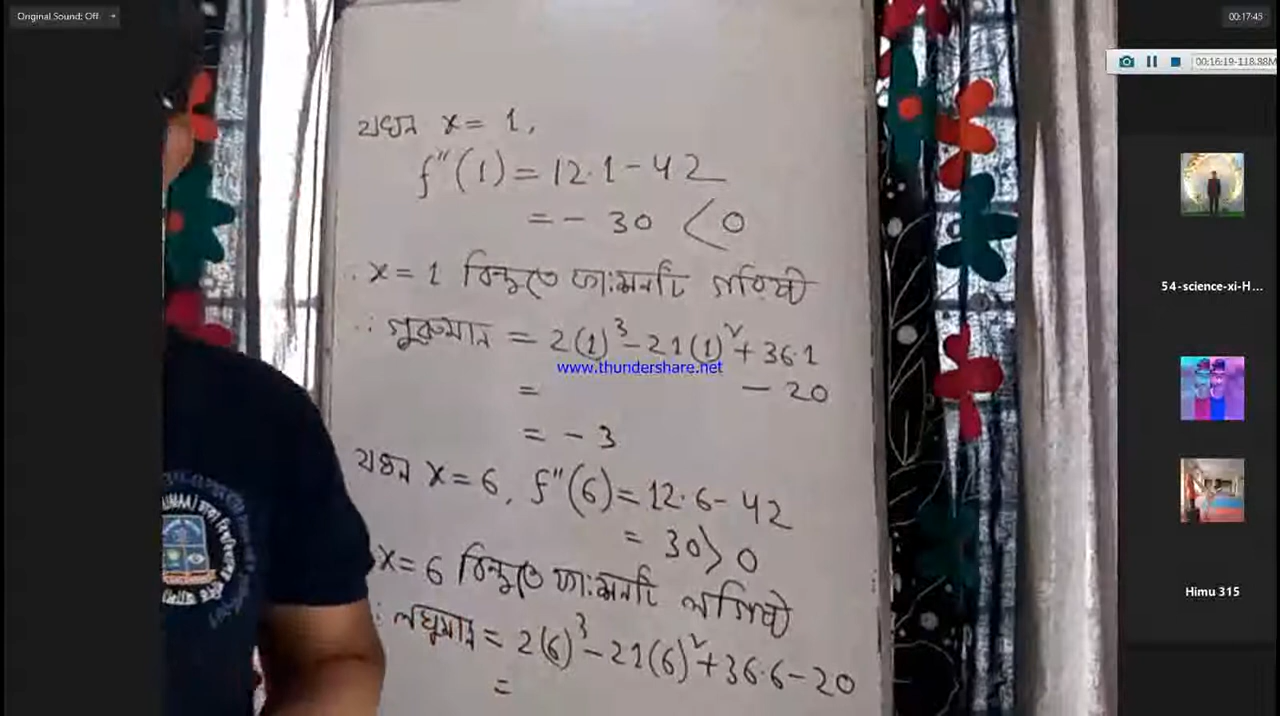 Original Sound: Off
00:17:45
00:16:19-118.88M
যখন x = 1,
f''(1) = 12·1 - 42
= - 30 < 0
x = 1 বিন্দুতে ফাংশনটি গরিষ্ঠ
∴ গুরুমান = 2(1)³ - 21(1)² + 36·1
- 20
www.thundershare.net
=
= - 3
যখন x = 6, f''(6) = 12·6 - 42
= 30 > 0
x = 6 বিন্দুতে ফাংশনটি লঘিষ্ঠ
∴ লঘুমান = 2(6)³ - 21(6)² + 36·6 - 20
=
54-science-xi-H...
Himu 315